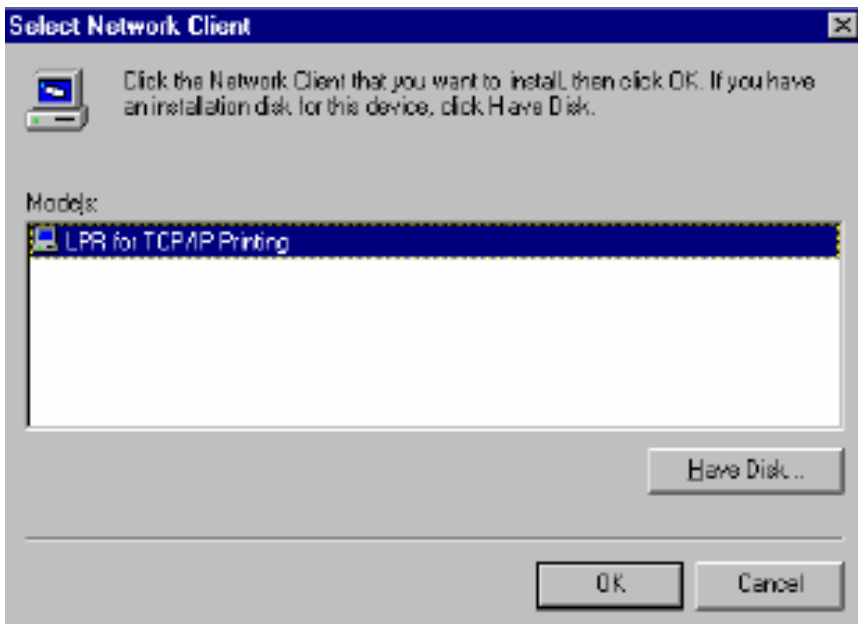 Select Network Client
Click the Network Client that you want to install, then click OK. If you have
an installation disk for this device, click Have Disk.
Models:
LPR for TCP/IP Printing
Have Disk...
OK
Cancel